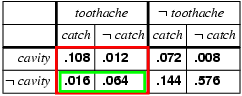 toothache ¬ toothache
catch ¬ catch catch ¬ catch
cavity .108 .012 .072 .008
¬ cavity .016 .064 .144 .576